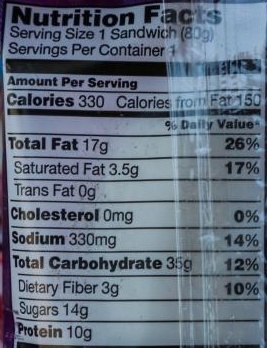 Nutrition Facts
Serving Size 1 Sandwich (80g)
Servings Per Container 1
Amount Per Serving
Calories 330 Calories from Fat 150
% Daily Value*
Total Fat 17g 26%
Saturated Fat 3.5g 17%
Trans Fat 0g
Cholesterol 0mg 0%
Sodium 330mg 14%
Total Carbohydrate 35g 12%
Dietary Fiber 3g 10%
Sugars 14g
Protein 10g